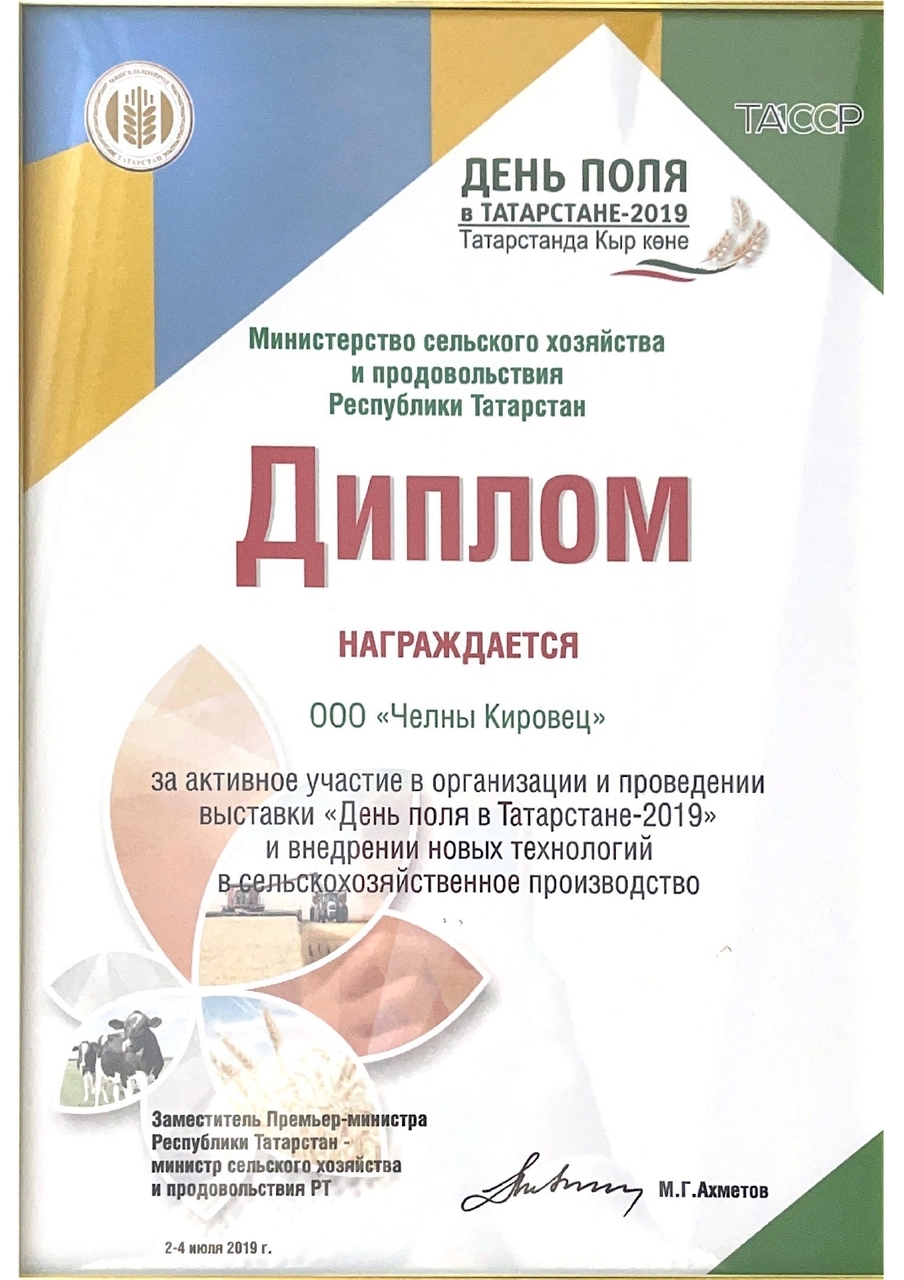 МИНСЕЛЬХОЗПРОД
ТАТАРСТАН
ТАССР
ДЕНЬ ПОЛЯ
в ТАТАРСТАНЕ-2019
Татарстанда Кыр көне
Министерство сельского хозяйства
и продовольствия
Республики Татарстан
Диплом
НАГРАЖДАЕТСЯ
ООО «Челны Кировец»
за активное участие в организации и проведении
выставки «День поля в Татарстане-2019»
и внедрении новых технологий
в сельскохозяйственное производство
Заместитель Премьер-министра
Республики Татарстан -
министр сельского хозяйства
и продовольствия РТ
М.Г.Ахметов
2-4 июля 2019 г.